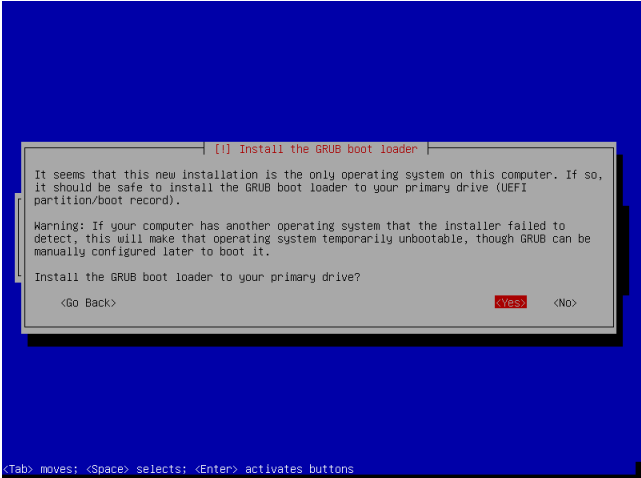 [!] Install the GRUB boot loader
It seems that this new installation is the only operating system on this computer. If so,
it should be safe to install the GRUB boot loader to your primary drive (UEFI
partition/boot record).
Warning: If your computer has another operating system that the installer failed to
detect, this will make that operating system temporarily unbootable, though GRUB can be
manually configured later to boot it.
Install the GRUB boot loader to your primary drive?
<Go Back> <Yes> <No>
<Tab> moves; <Space> selects; <Enter> activates buttons